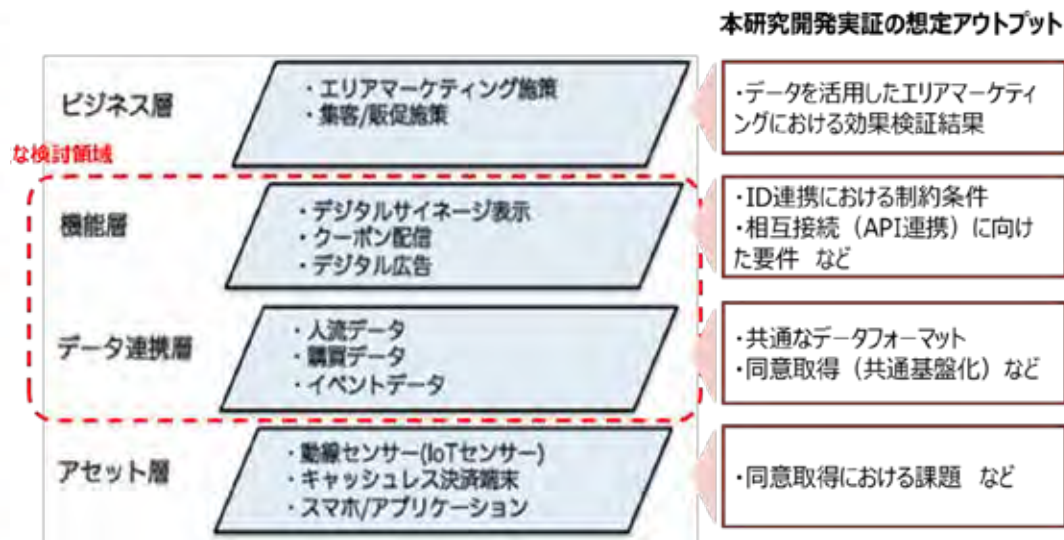 本研究開発実証の想定アウトプット
ビジネス層
・エリアマーケティング施策
・集客/販促施策
・データを活用したエリアマーケティ
ングにおける効果検証結果
な検討領域
機能層
・デジタルサイネージ表示
・クーポン配信
・デジタル広告
・ID連携における制約条件
・相互接続（API連携）に向け
た要件　など
データ連携層
・人流データ
・購買データ
・イベントデータ
・共通なデータフォーマット
・同意取得（共通基盤化）など
アセット層
・動線センサー(IoTセンサー)
・キャッシュレス決済端末
・スマホ/アプリケーション
・同意取得における課題　など